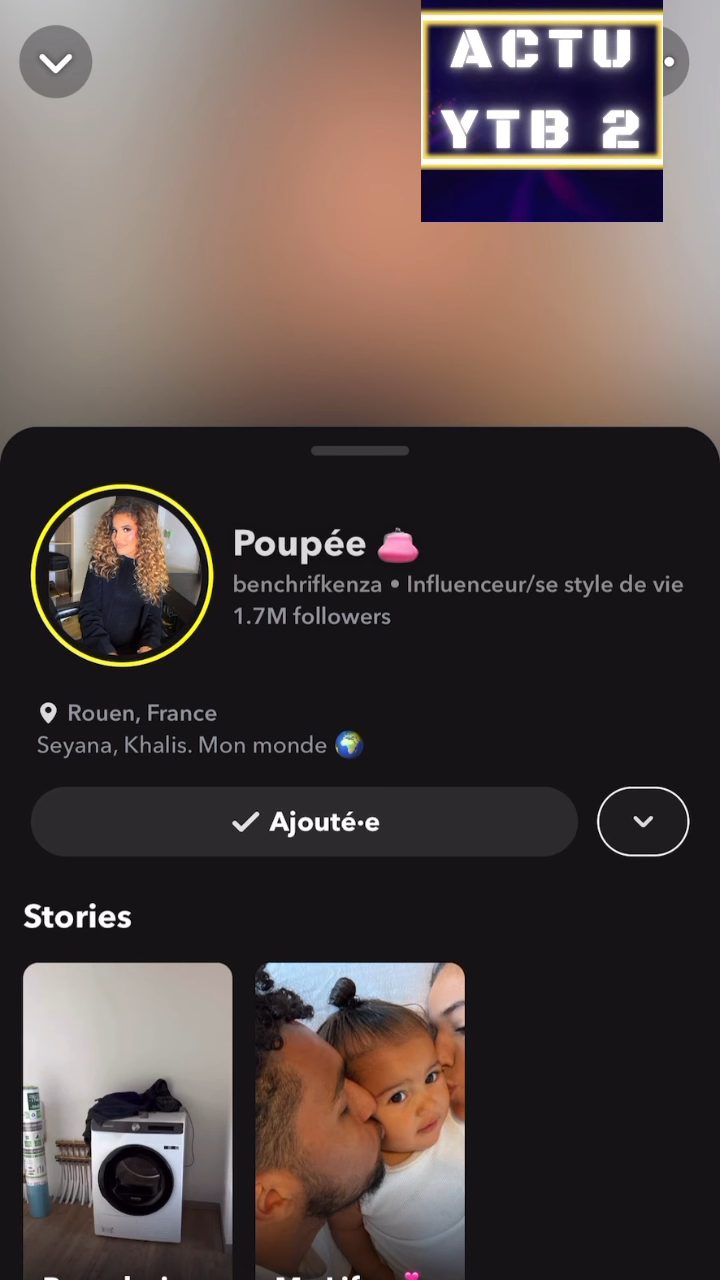 ACTU
YTB 2
Poupée 👛
benchrifkenza • Influenceur/se style de vie
1.7M followers
Rouen, France
Seyana, Khalis. Mon monde 🌍
Ajouté·e
Stories